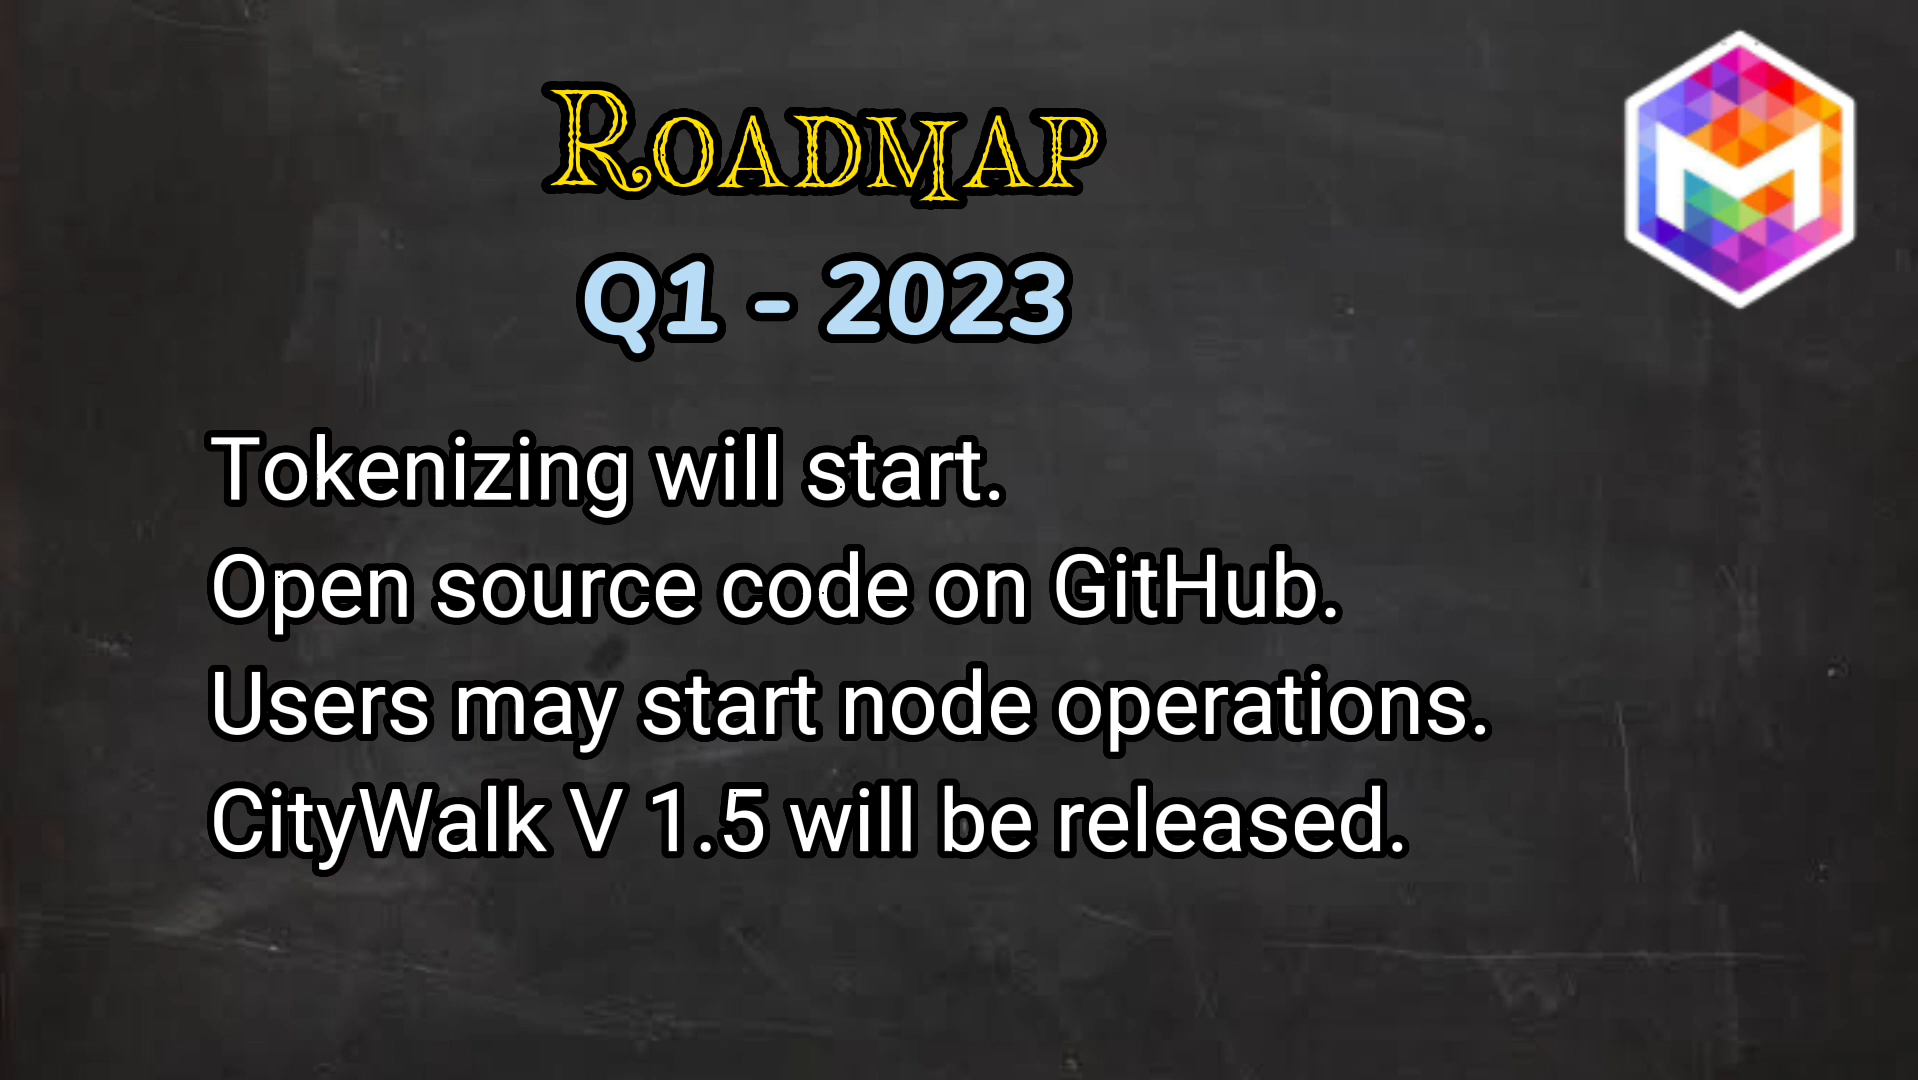 Roadmap
Q1 - 2023
Tokenizing will start.
Open source code on GitHub.
Users may start node operations.
CityWalk V 1.5 will be released.
M